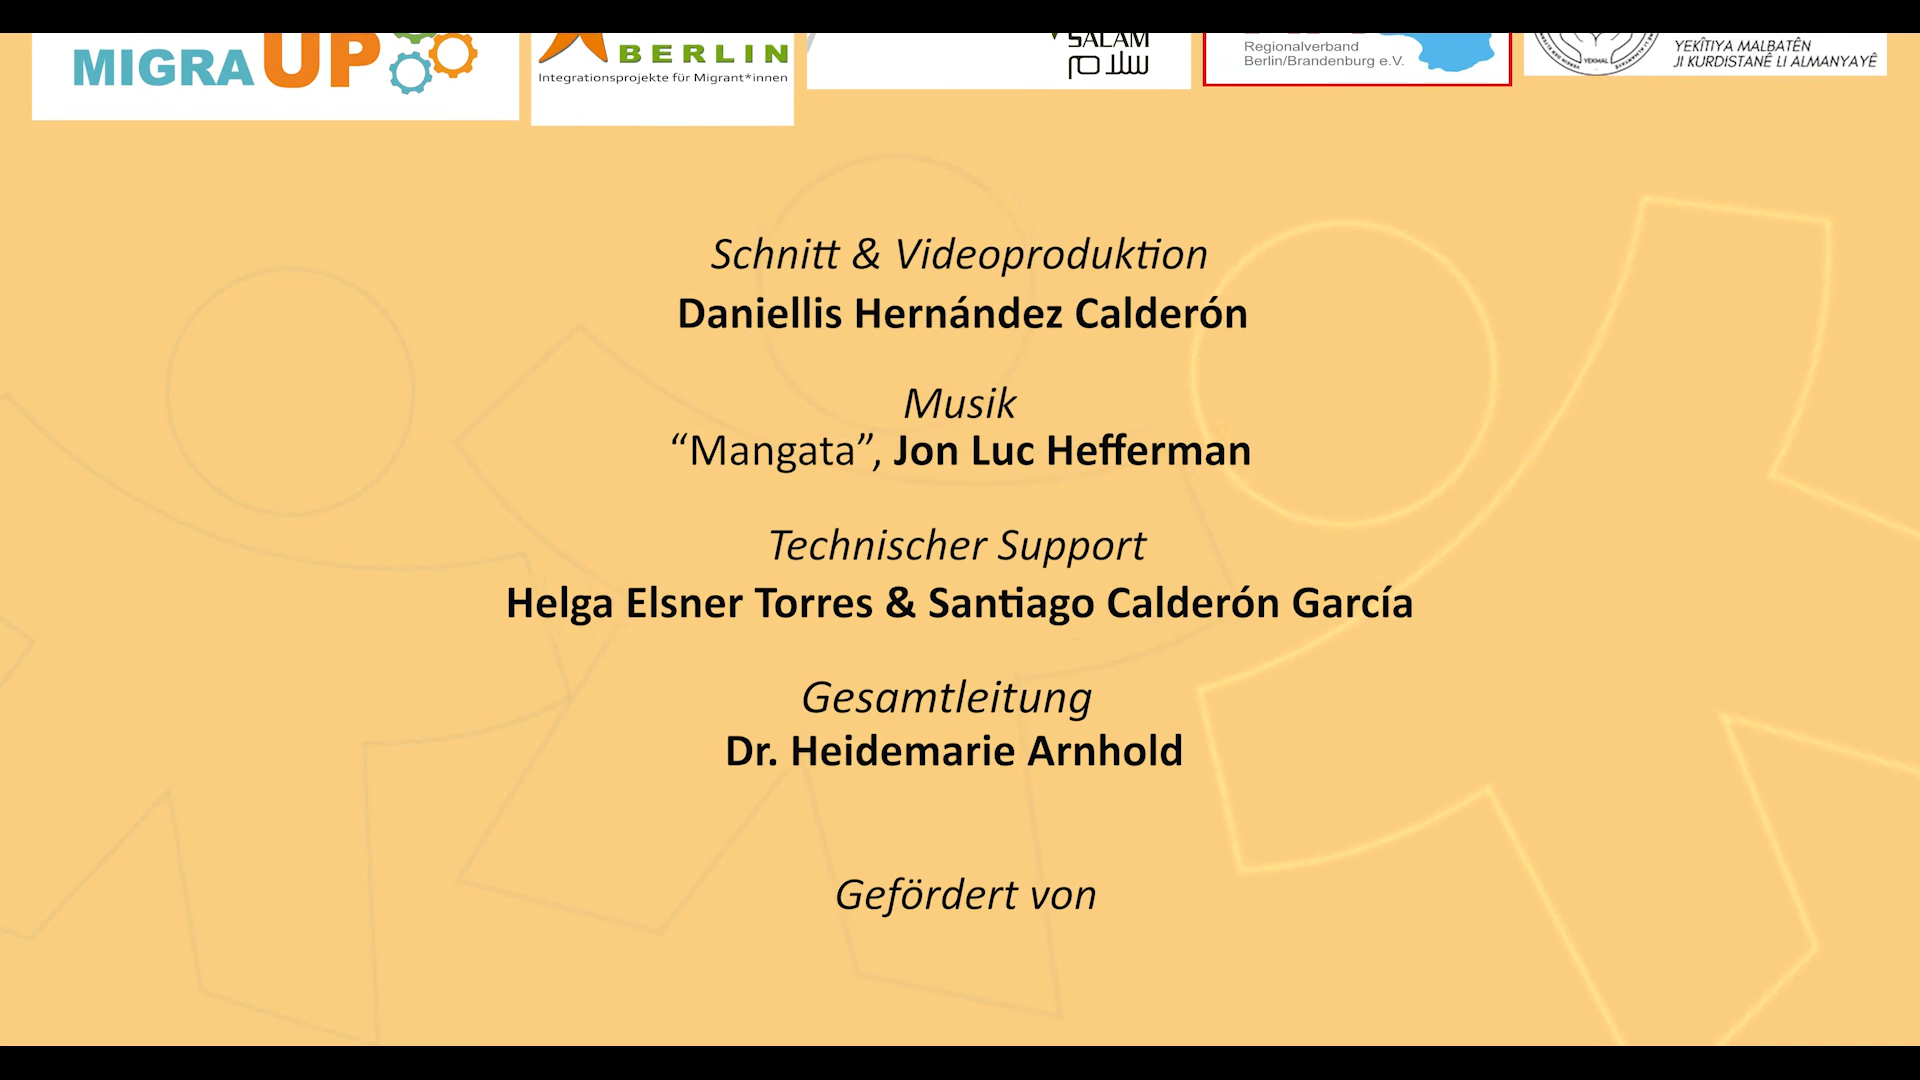 MIGRA UP
BERLIN
Integrationsprojekte für Migrant*innen
SALAM
سلام
Regionalverband
Berlin/Brandenburg e.V.
YEKMAL
YEKÎTIYA MALBATÊN
JI KURDISTANÊ LI ALMANYAYÊ
Schnitt & Videoproduktion
Daniellis Hernández Calderón
Musik
“Mangata”, Jon Luc Hefferman
Technischer Support
Helga Elsner Torres & Santiago Calderón García
Gesamtleitung
Dr. Heidemarie Arnhold
Gefördert von